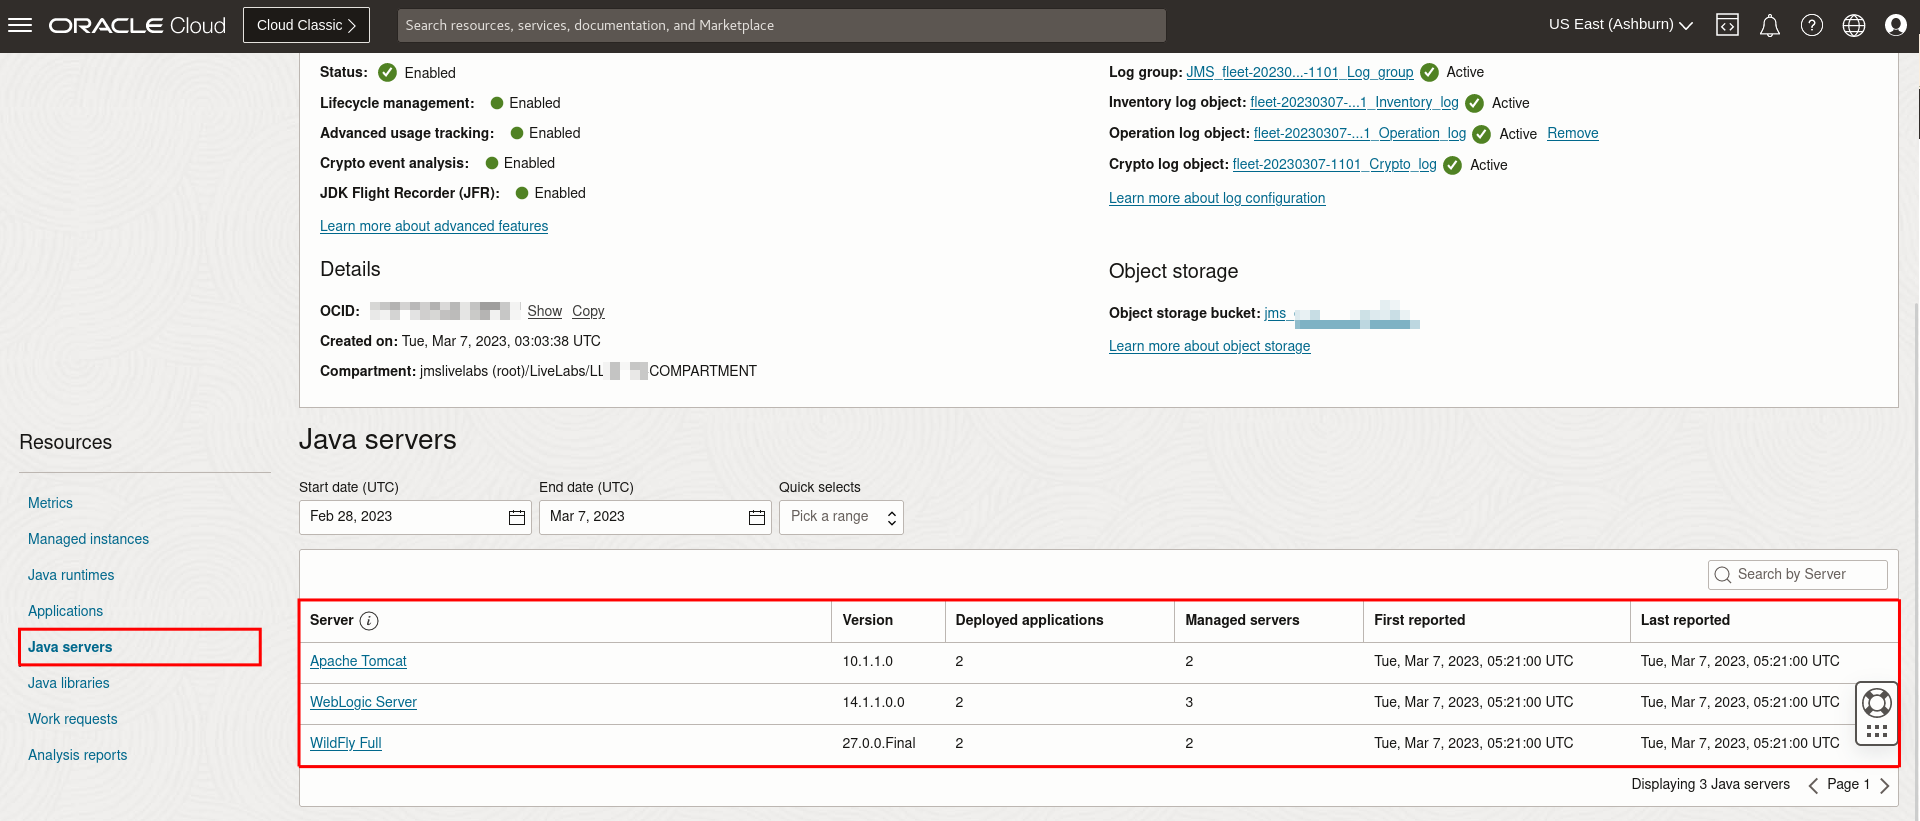 ORACLE Cloud
Cloud Classic
Search resources, services, documentation, and Marketplace
US East (Ashburn)
Status: Enabled
Lifecycle management: Enabled
Advanced usage tracking: Enabled
Crypto event analysis: Enabled
JDK Flight Recorder (JFR): Enabled
Learn more about advanced features
Log group: JMS_fleet-20230...-1101_Log_group Active
Inventory log object: fleet-20230307-...1_Inventory_log Active
Operation log object: fleet-20230307-...1_Operation_log Active Remove
Crypto log object: fleet-20230307-1101_Crypto_log Active
Learn more about log configuration
Details
OCID: Show Copy
Created on: Tue, Mar 7, 2023, 03:03:38 UTC
Compartment: jmslivelabs (root)/LiveLabs/LL COMPARTMENT
Object storage
Object storage bucket: jms_
Learn more about object storage
Resources
Metrics
Managed instances
Java runtimes
Applications
Java servers
Java libraries
Work requests
Analysis reports
Java servers
Start date (UTC) End date (UTC) Quick selects
Feb 28, 2023 Mar 7, 2023 Pick a range
Search by Server
Server i Version Deployed applications Managed servers First reported Last reported
Apache Tomcat 10.1.1.0 2 2 Tue, Mar 7, 2023, 05:21:00 UTC Tue, Mar 7, 2023, 05:21:00 UTC
WebLogic Server 14.1.1.0.0 2 3 Tue, Mar 7, 2023, 05:21:00 UTC Tue, Mar 7, 2023, 05:21:00 UTC
WildFly Full 27.0.0.Final 2 2 Tue, Mar 7, 2023, 05:21:00 UTC Tue, Mar 7, 2023, 05:21:00 UTC
Displaying 3 Java servers Page 1